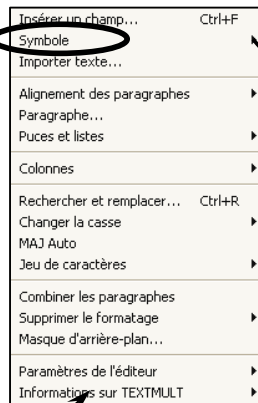 Insérer un champ... Ctrl+F
Symbole
Importer texte...
Alignement des paragraphes
Paragraphe...
Puces et listes
Colonnes
Rechercher et remplacer... Ctrl+R
Changer la casse
MAJ Auto
Jeu de caractères
Combiner les paragraphes
Supprimer le formatage
Masque d'arrière-plan...
Paramètres de l'éditeur
Informations sur TEXTMULT